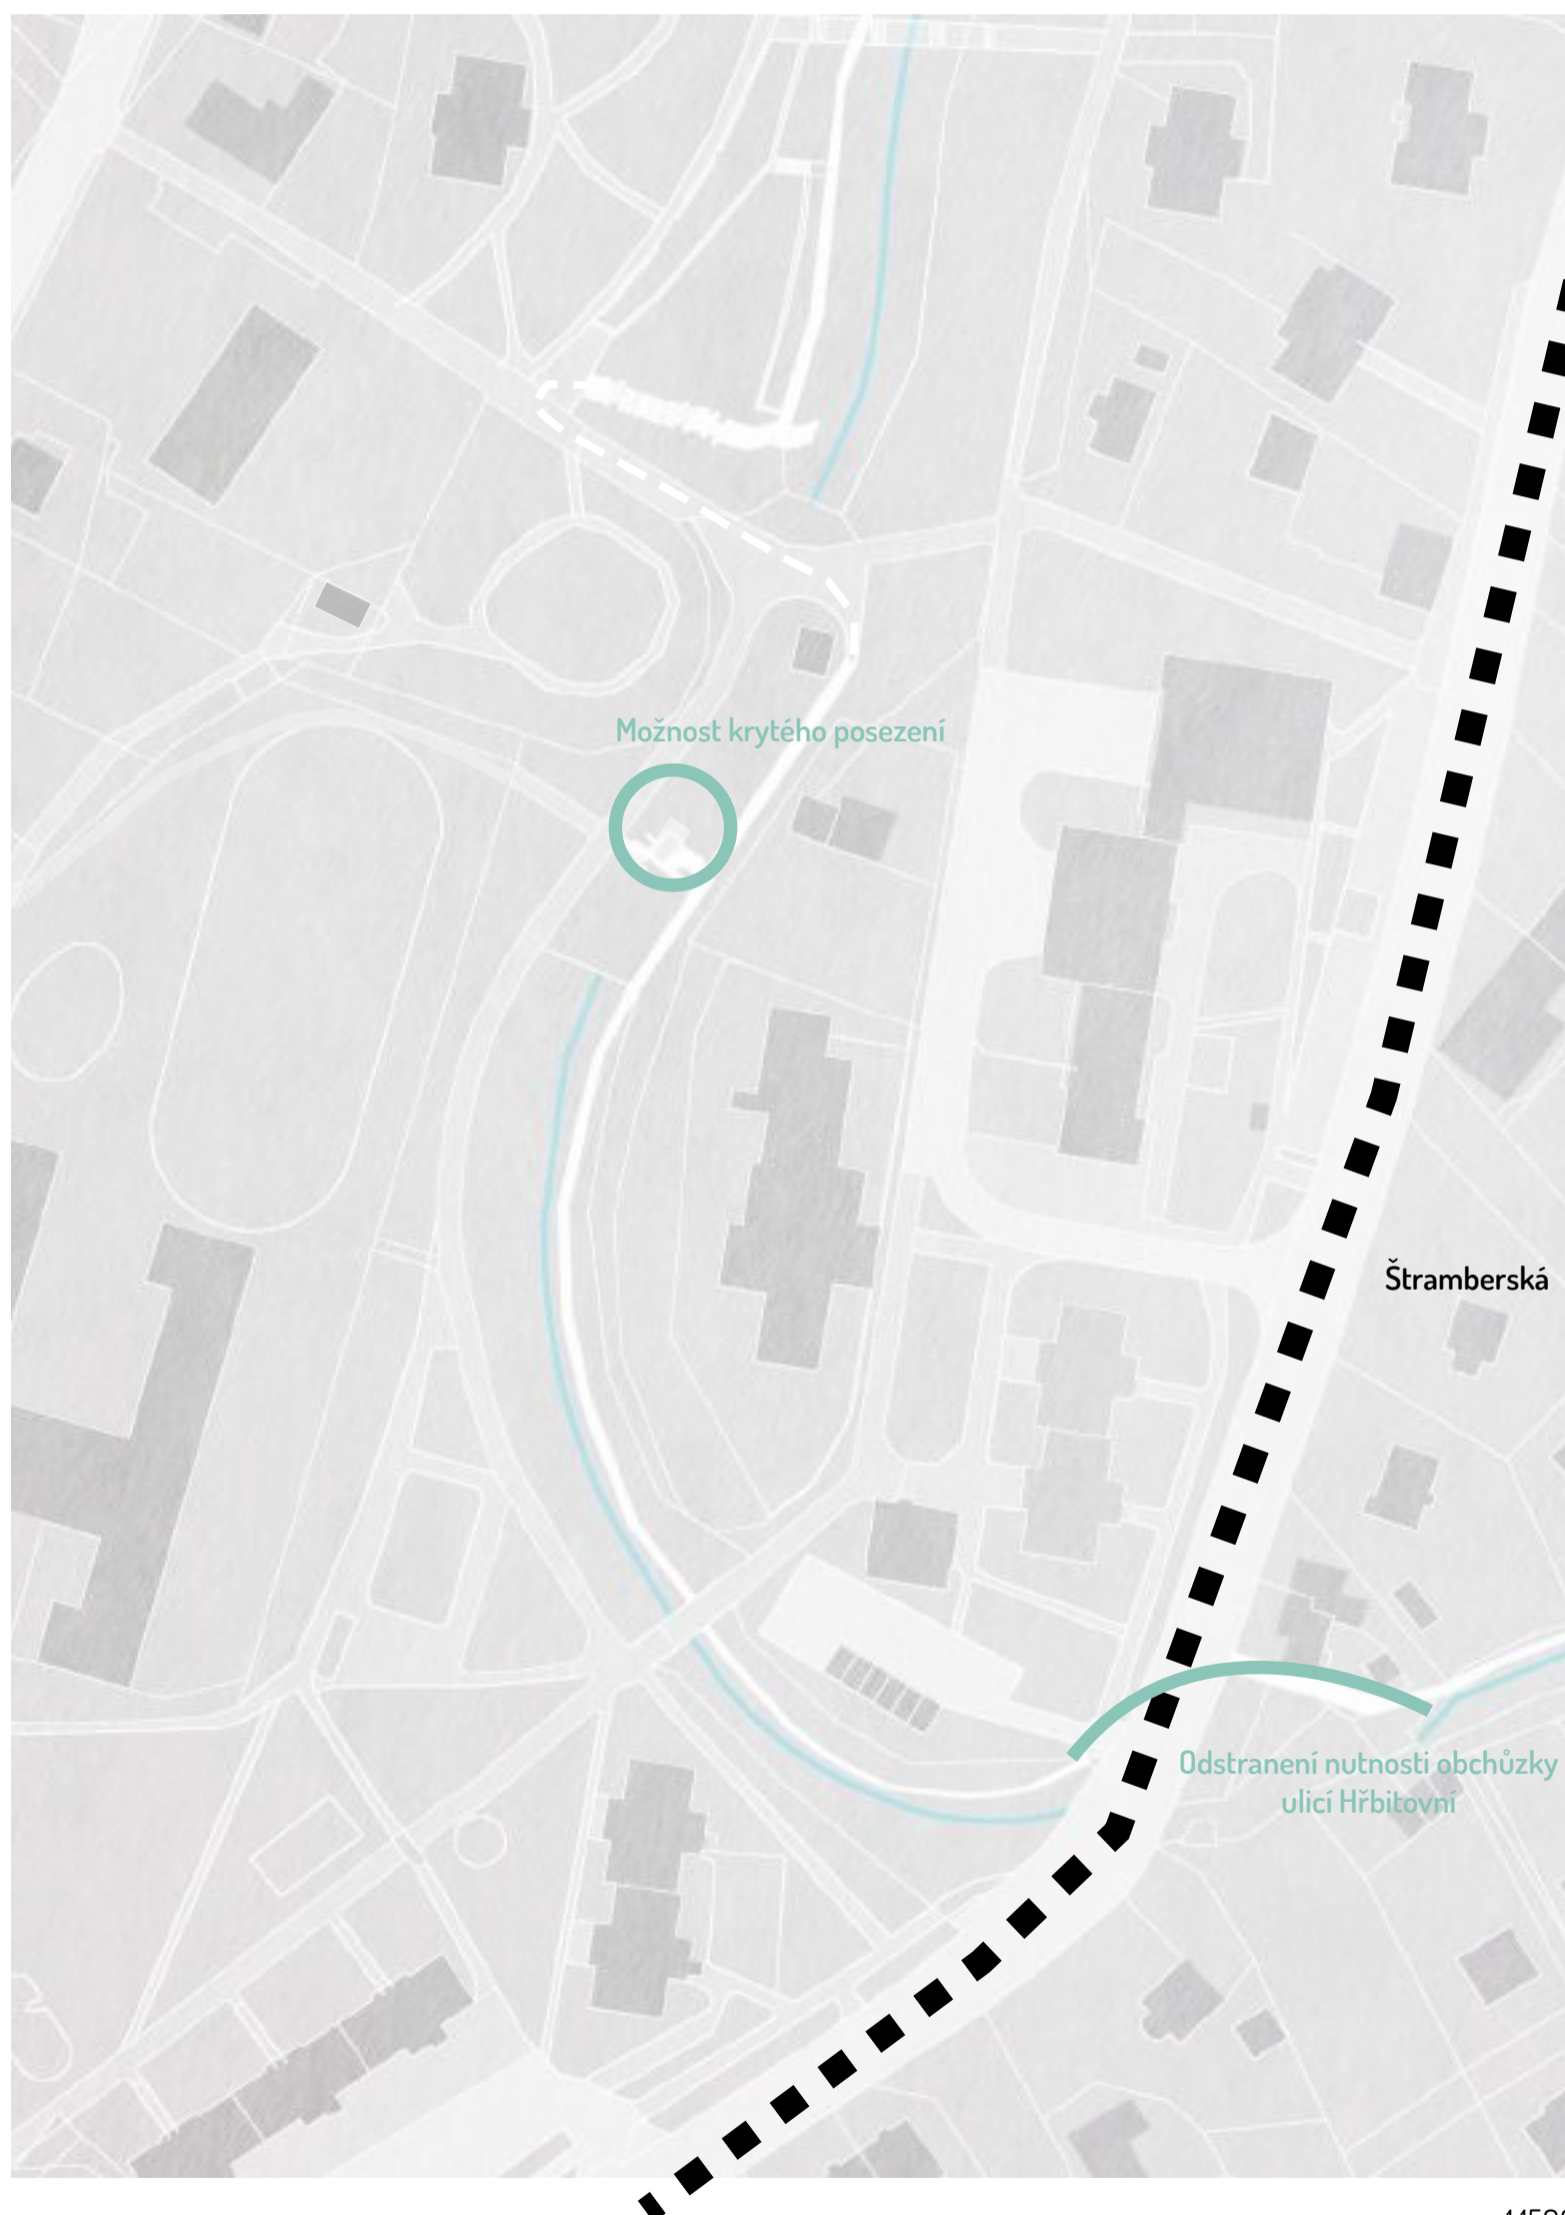 Možnost krytého posezení
Štramberská
Odstranení nutnosti obchůzky
ulicí Hřbitovní